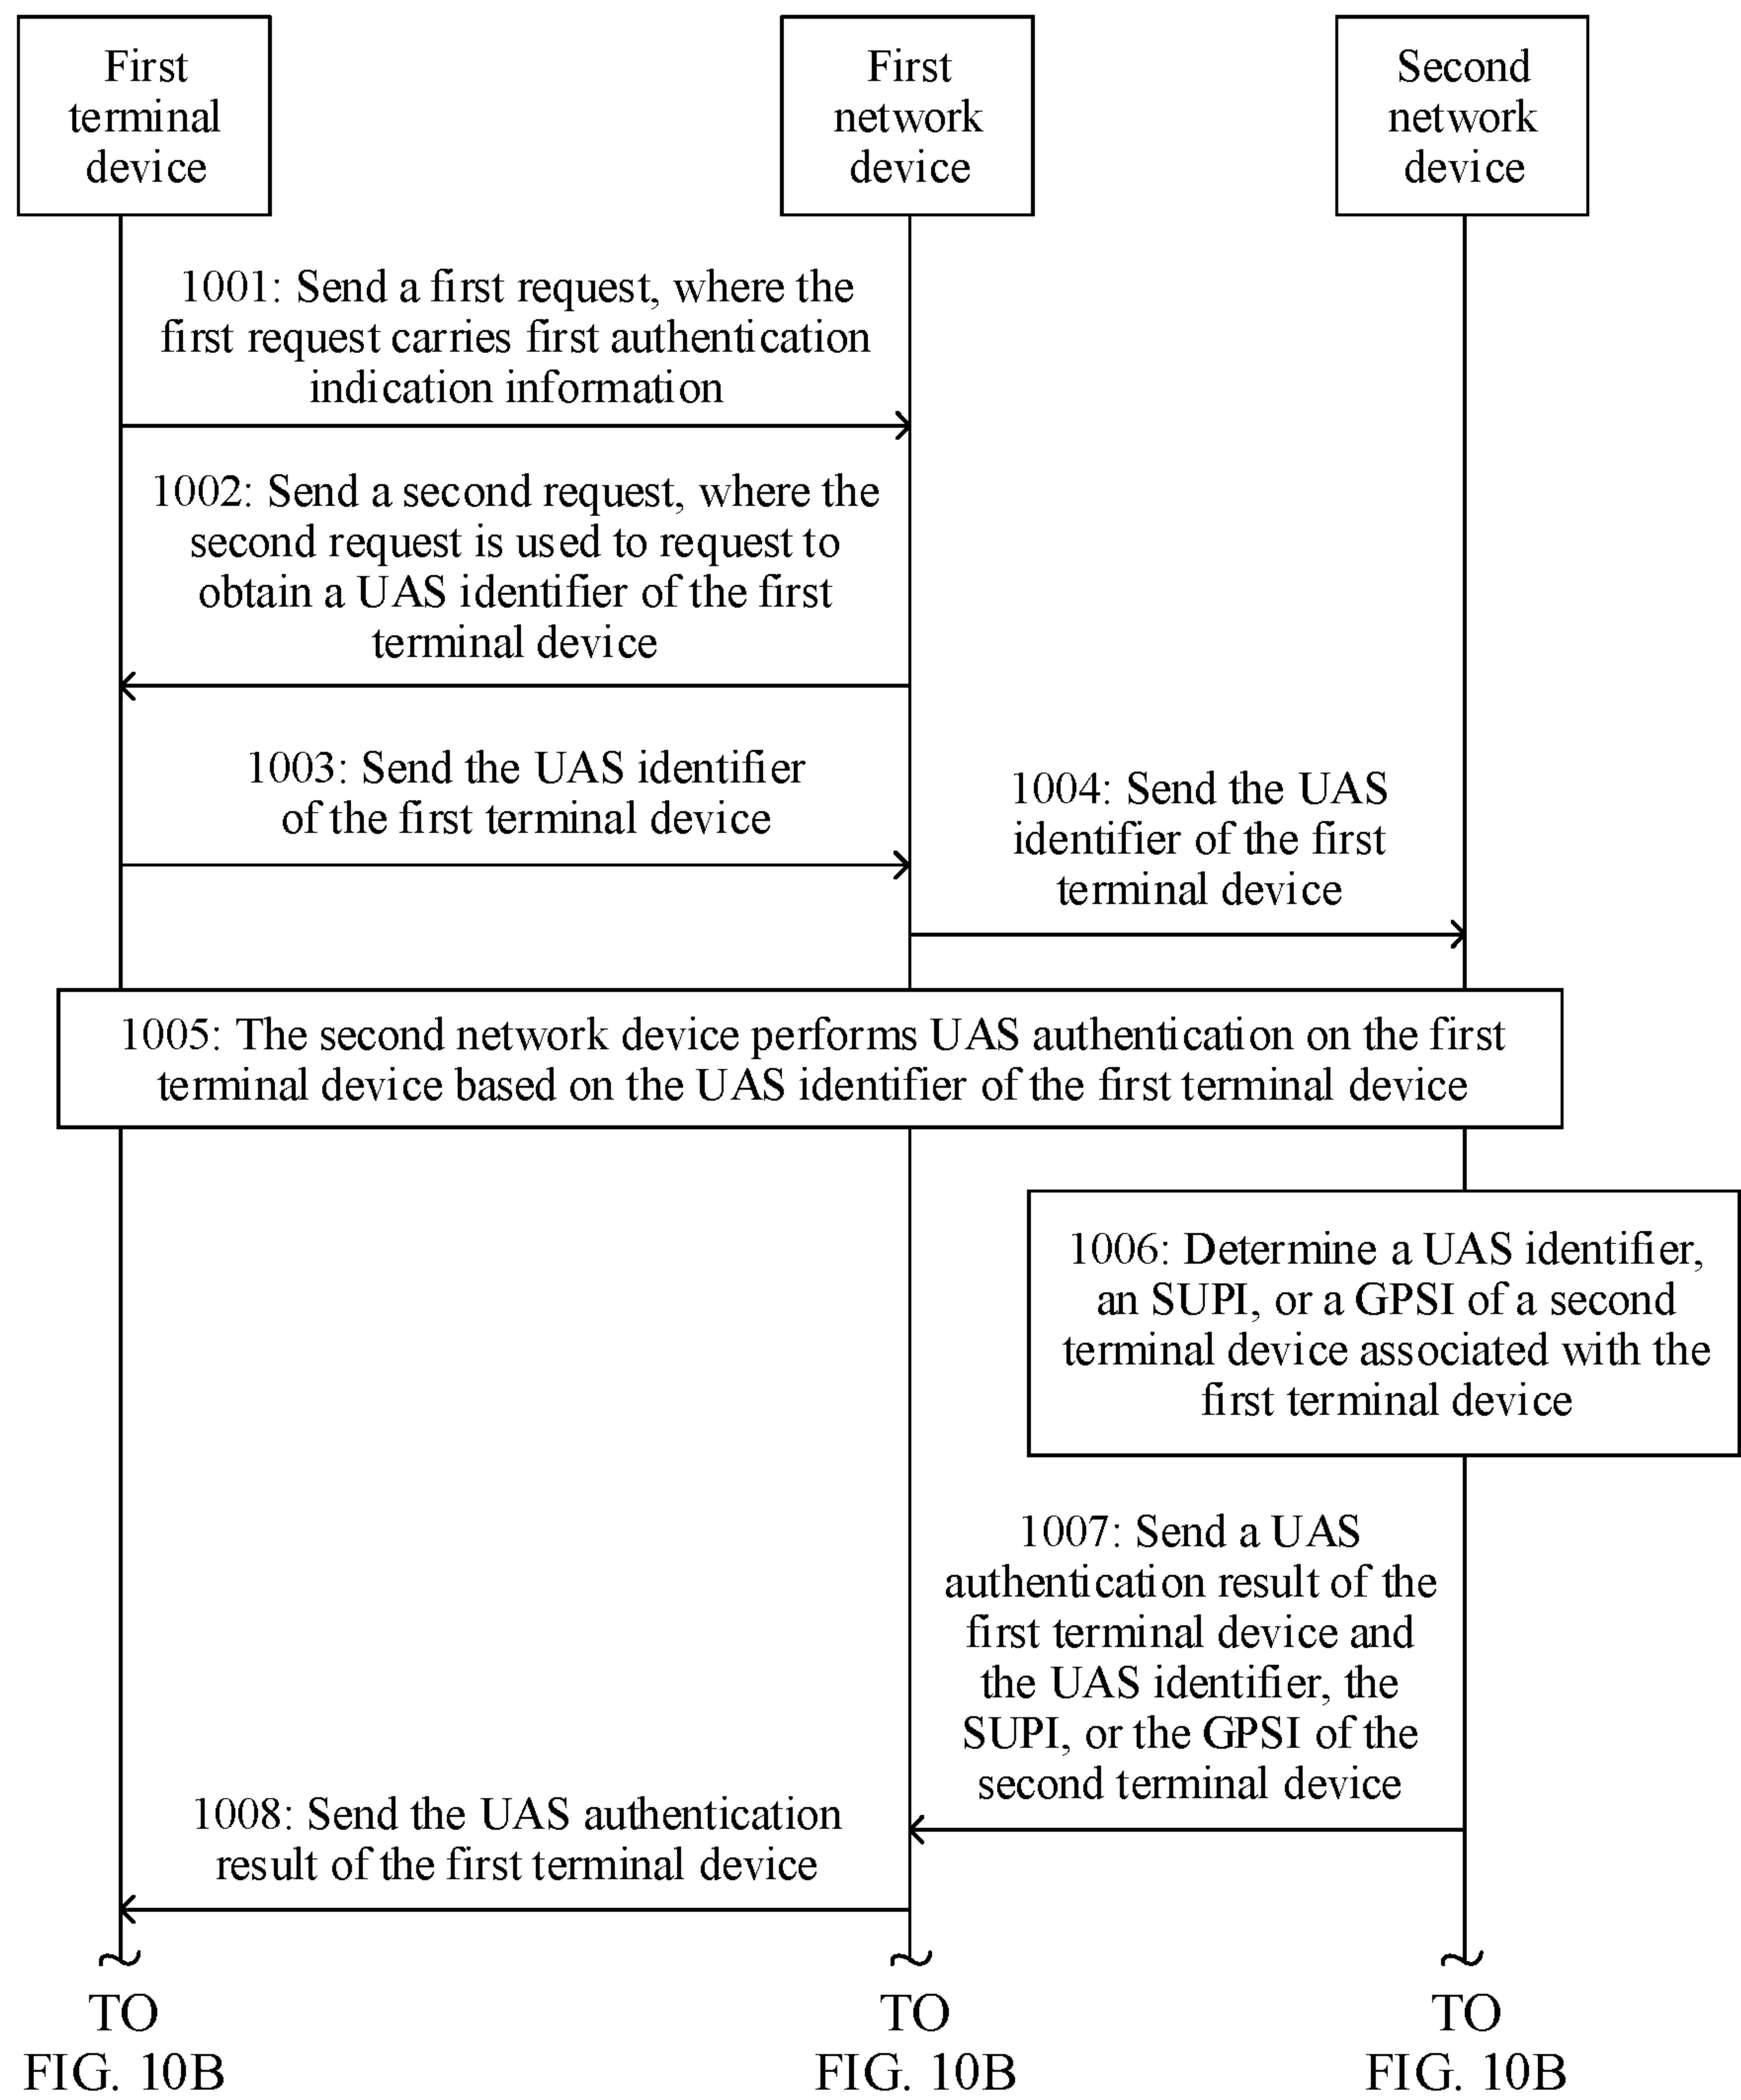 First
terminal
device
First
network
device
Second
network
device
1001: Send a first request, where the
first request carries first authentication
indication information
1002: Send a second request, where the
second request is used to request to
obtain a UAS identifier of the first
terminal device
1003: Send the UAS identifier
of the first terminal device
1004: Send the UAS
identifier of the first
terminal device
1005: The second network device performs UAS authentication on the first
terminal device based on the UAS identifier of the first terminal device
1006: Determine a UAS identifier,
an SUPI, or a GPSI of a second
terminal device associated with the
first terminal device
1007: Send a UAS
authentication result of the
first terminal device and
the UAS identifier, the
SUPI, or the GPSI of the
second terminal device
1008: Send the UAS authentication
result of the first terminal device
TO
FIG. 10B
TO
FIG. 10B
TO
FIG. 10B